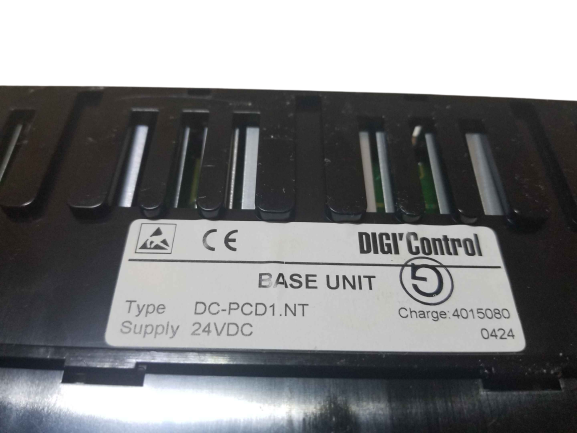 CE DIGI'Control
BASE UNIT
Type DC-PCD1.NT Charge: 4015080
Supply 24VDC 0424